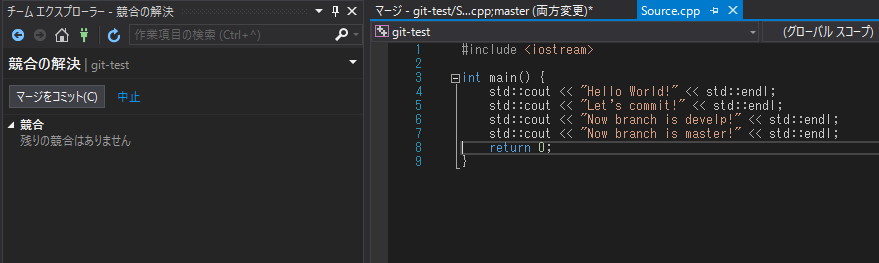 チーム エクスプローラー - 競合の解決
作業項目の検索 (Ctrl+^)
競合の解決 | git-test
マージをコミット(C) 中止
競合
残りの競合はありません
マージ - git-test/S...cpp;master (両方変更)*
Source.cpp
git-test
(グローバル スコープ)
1 #include <iostream>
2
3 int main() {
4 std::cout << "Hello World!" << std::endl;
5 std::cout << "Let's commit!" << std::endl;
6 std::cout << "Now branch is develp!" << std::endl;
7 std::cout << "Now branch is master!" << std::endl;
8 return 0;
9 }